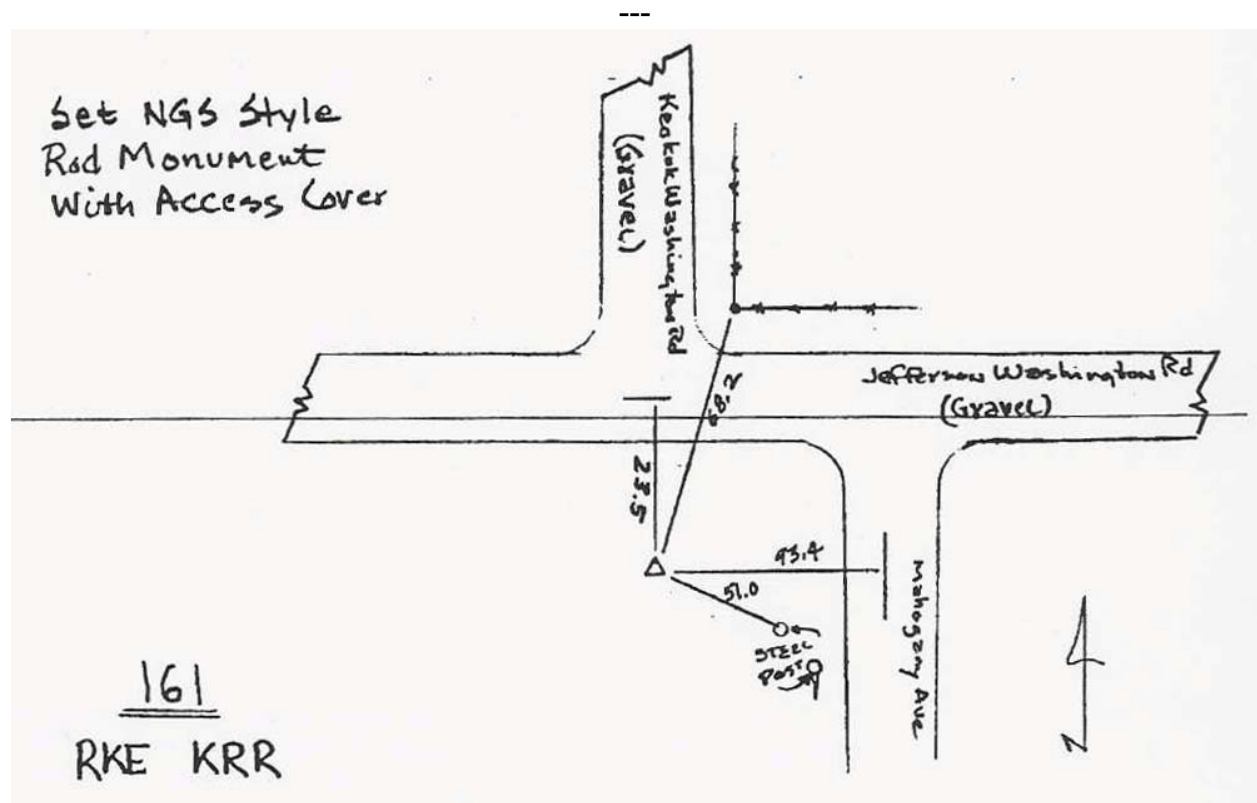 ---
Set NGS Style
Rod Monument
With Access Cover
Keokuk Washington Rd
(Gravel)
Jefferson Washington Rd
(Gravel)
68.2
23.5
93.4
51.0
STEEL
POST
Mahogany Ave
N
161
RKE KRR